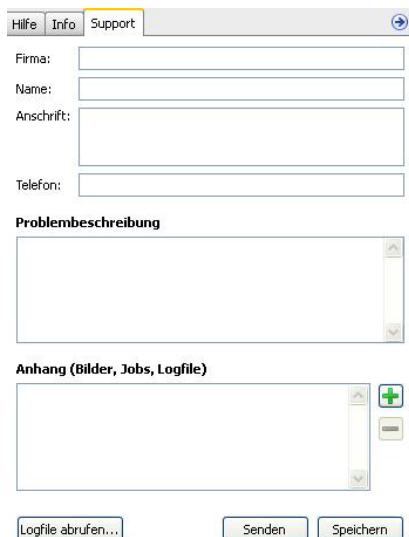 Hilfe Info Support
Firma:
Name:
Anschrift:
Telefon:
Problembeschreibung
Anhang (Bilder, Jobs, Logfile)
Logfile abrufen... Senden Speichern